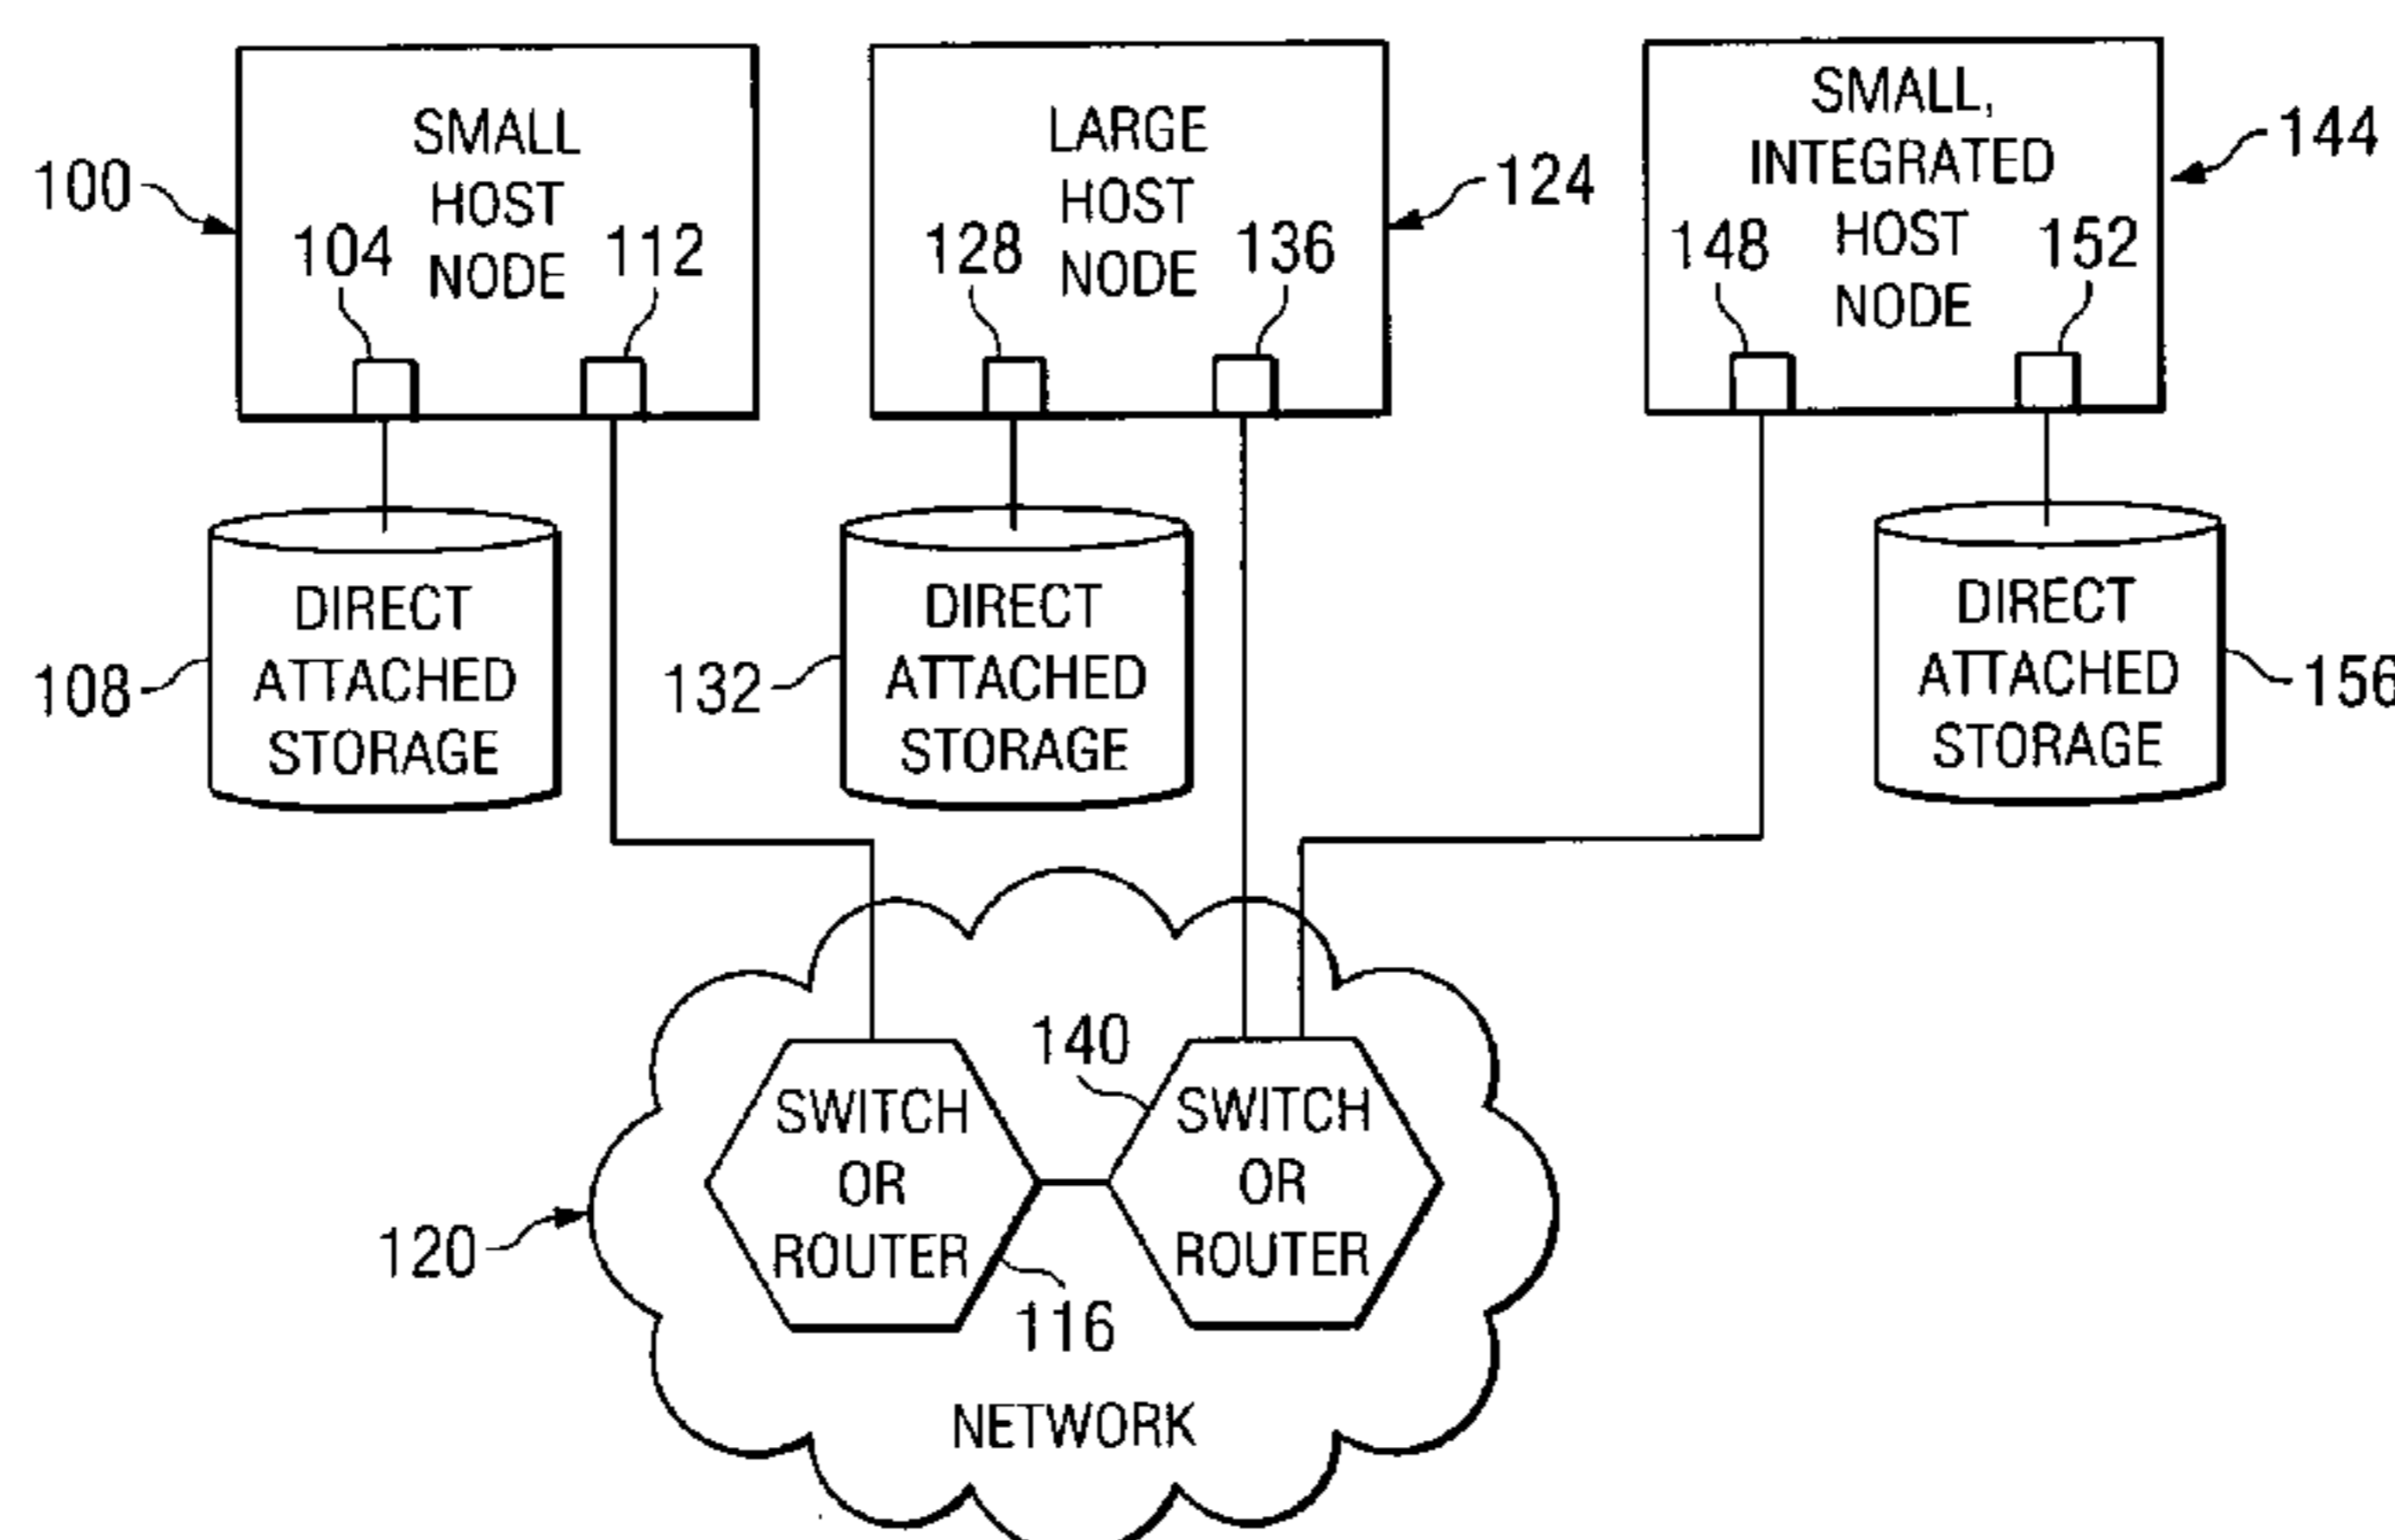 SMALL
HOST
NODE
100
104
112
LARGE
HOST
NODE
124
128
136
SMALL,
INTEGRATED
HOST
NODE
144
148
152
DIRECT
ATTACHED
STORAGE
108
DIRECT
ATTACHED
STORAGE
132
DIRECT
ATTACHED
STORAGE
156
140
SWITCH
OR
ROUTER
SWITCH
OR
ROUTER
120
116
NETWORK